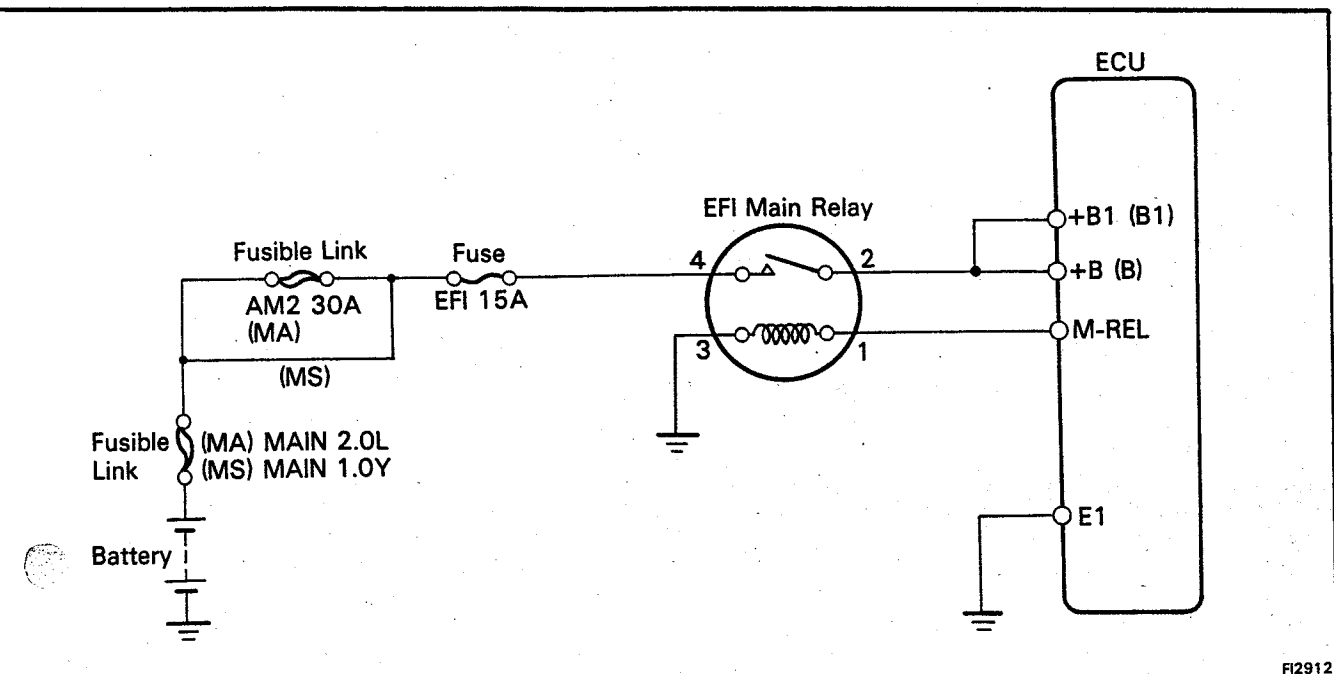 ECU
+B1 (B1)
EFI Main Relay
Fusible Link
Fuse
4
2
+B (B)
AM2 30A
EFI 15A
(MA)
M-REL
3
1
(MS)
Fusible
Link
(MA) MAIN 2.0L
(MS) MAIN 1.0Y
E1
Battery
FI2912